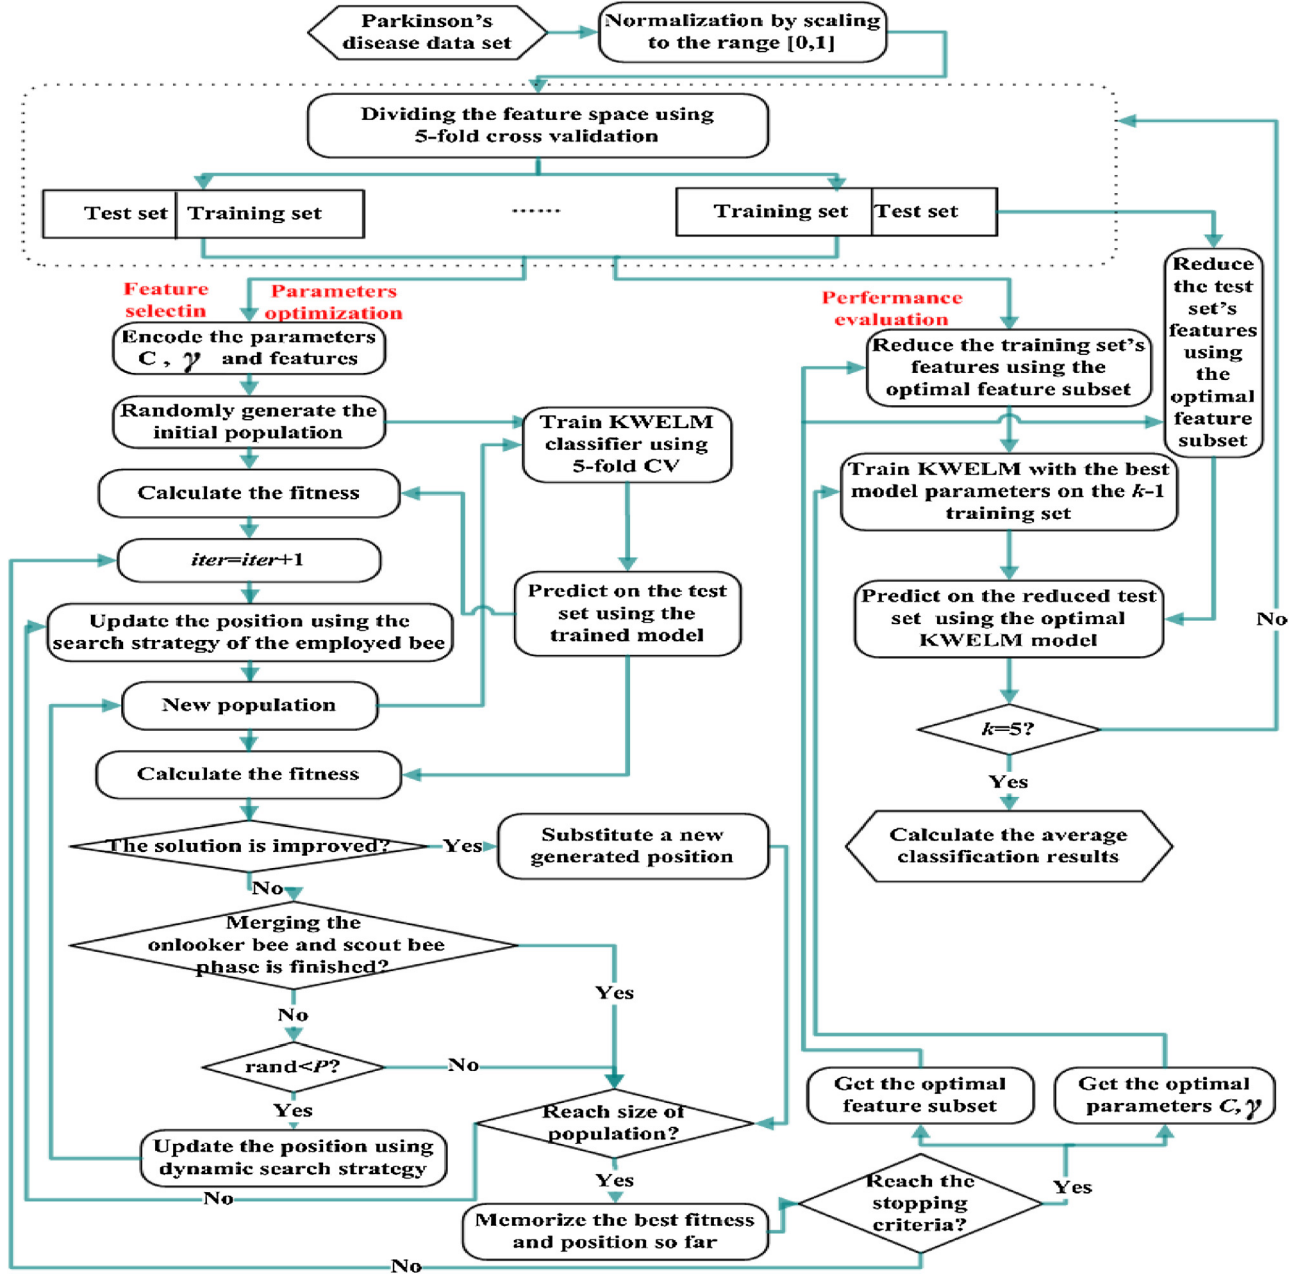 Parkinson's
disease data set
Normalization by scaling
to the range [0,1]
Dividing the feature space using
5-fold cross validation
Test set
Training set
......
Training set
Test set
Feature
selectin
Parameters
optimization
Perfermance
evaluation
Reduce
the test
set's
features
using
the
optimal
feature
subset
Encode the parameters
C , γ and features
Reduce the training set's
features using the
optimal feature subset
Randomly generate the
initial population
Train KWELM
classifier using
5-fold CV
Calculate the fitness
Train KWELM with the best
model parameters on the k-1
training set
iter=iter+1
Predict on the test
set using the
trained model
Update the position using the
search strategy of the employed bee
Predict on the reduced test
set using the optimal
KWELM model
No
New population
k=5?
Yes
Calculate the fitness
Calculate the average
classification results
The solution is improved?
Yes
Substitute a new
generated position
No
Merging the
onlooker bee and scout bee
phase is finished?
Yes
No
rand<P?
No
Yes
Update the position using
dynamic search strategy
No
Reach size of
population?
Yes
Memorize the best fitness
and position so far
Get the optimal
feature subset
Get the optimal
parameters C,γ
Reach the
stopping
criteria?
Yes
No